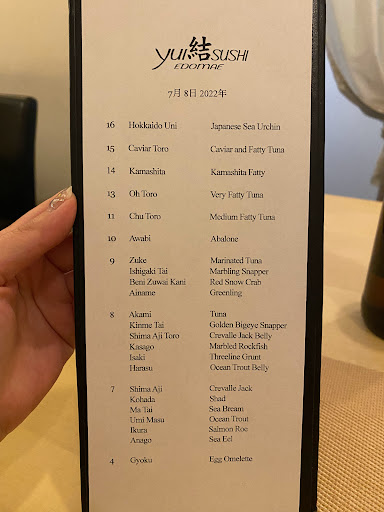 yui結SUSHI
EDOMAE
7月 8日 2022年
16 Hokkaido Uni Japanese Sea Urchin
15 Caviar Toro Caviar and Fatty Tuna
14 Kamashita Kamashita Fatty
13 Oh Toro Very Fatty Tuna
11 Chu Toro Medium Fatty Tuna
10 Awabi Abalone
9 Zuke Marinated Tuna
Ishigaki Tai Marbling Snapper
Beni Zuwai Kani Red Snow Crab
Ainame Greenling
8 Akami Tuna
Kinme Tai Golden Bigeye Snapper
Shima Aji Toro Crevalle Jack Belly
Kasago Marbled Rockfish
Isaki Threeline Grunt
Harasu Ocean Trout Belly
7 Shima Aji Crevalle Jack
Kohada Shad
Ma Tai Sea Bream
Umi Masu Ocean Trout
Ikura Salmon Roe
Anago Sea Eel
4 Gyoku Egg Omelette